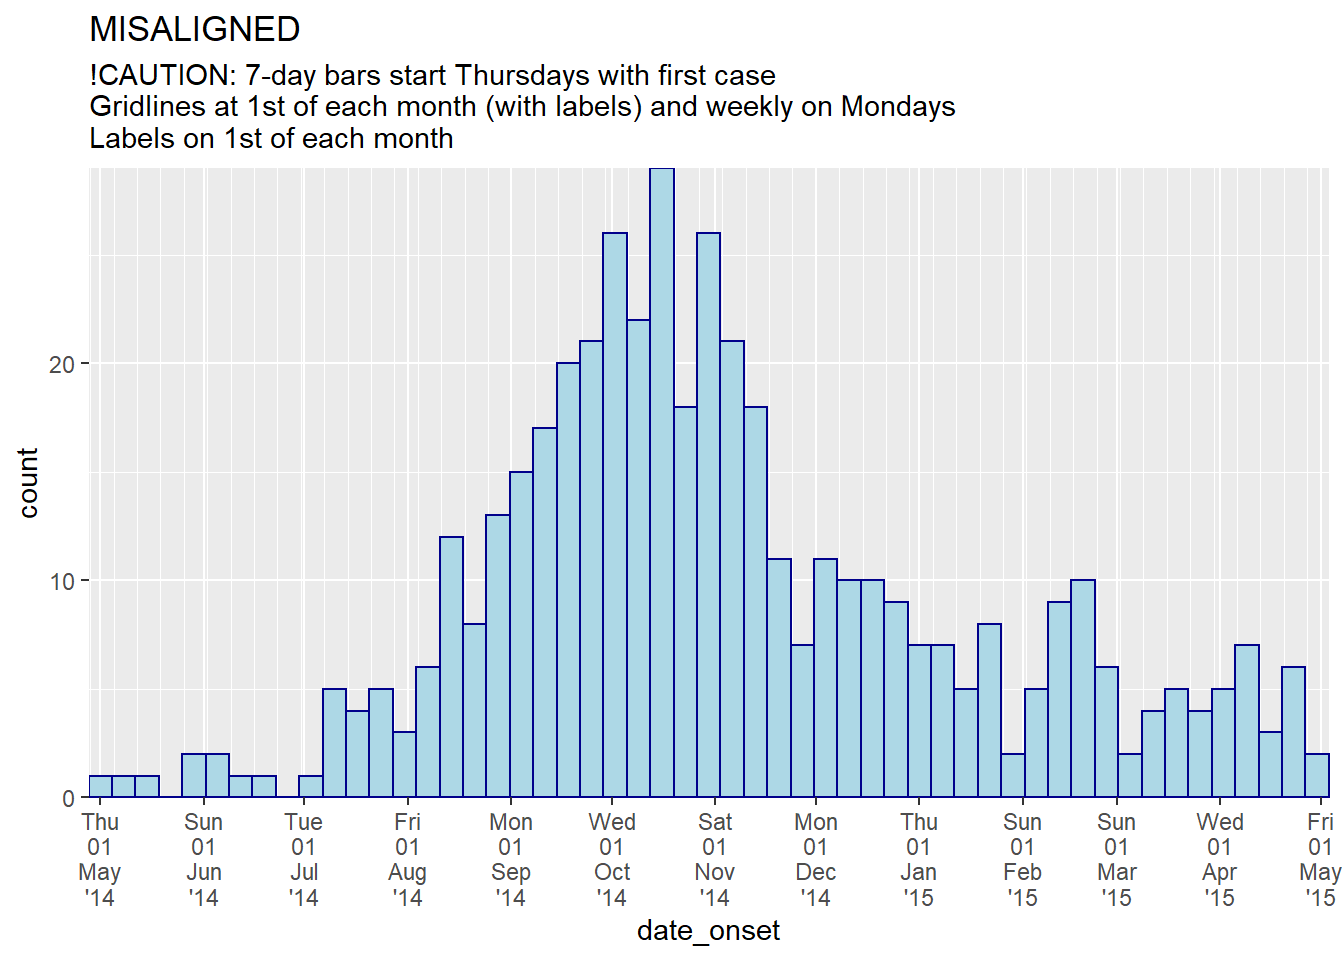 MISALIGNED
!CAUTION: 7-day bars start Thursdays with first case
Gridlines at 1st of each month (with labels) and weekly on Mondays
Labels on 1st of each month
count
20
10
0
Thu Sun Tue Fri Mon Wed Sat Mon Thu Sun Sun Wed Fri
01 01 01 01 01 01 01 01 01 01 01 01 01
May Jun Jul Aug Sep Oct Nov Dec Jan Feb Mar Apr May
'14 '14 '14 '14 '14 '14 '14 '14 '15 '15 '15 '15 '15
date_onset